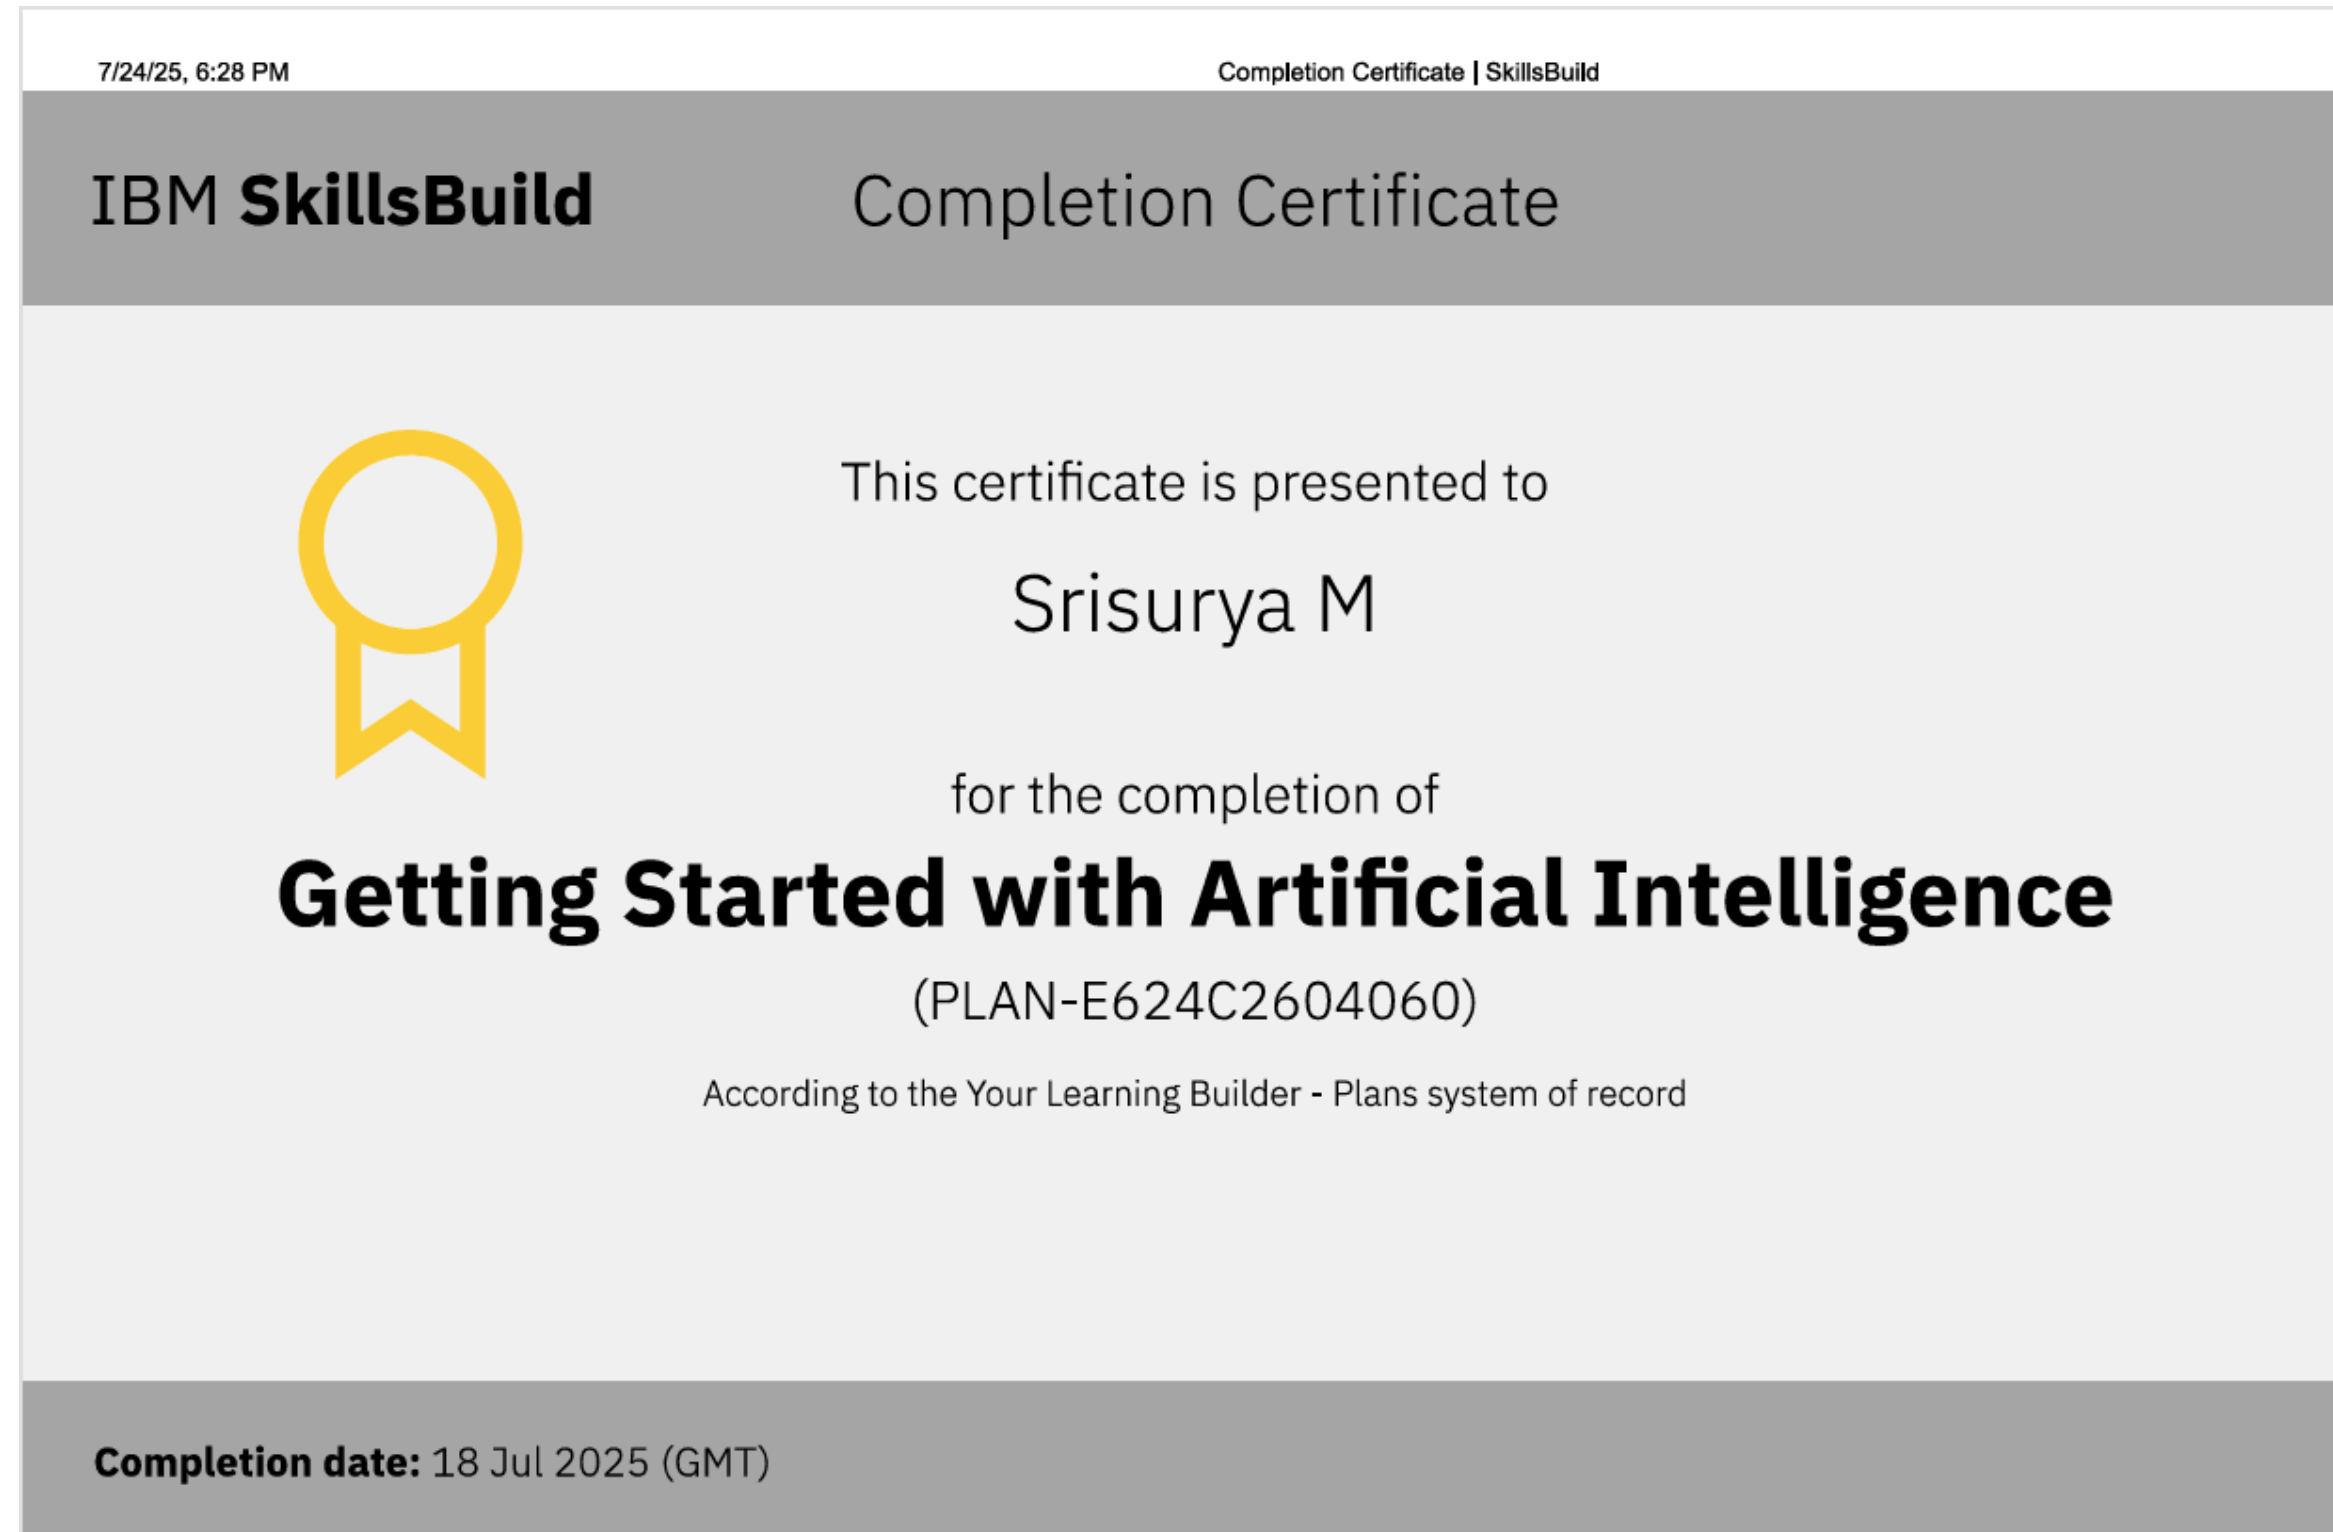 7/24/25, 6:28 PM
Completion Certificate | SkillsBuild
IBM SkillsBuild
Completion Certificate
This certificate is presented to
Srisurya M
for the completion of
Getting Started with Artificial Intelligence
(PLAN-E624C2604060)
According to the Your Learning Builder - Plans system of record
Completion date: 18 Jul 2025 (GMT)